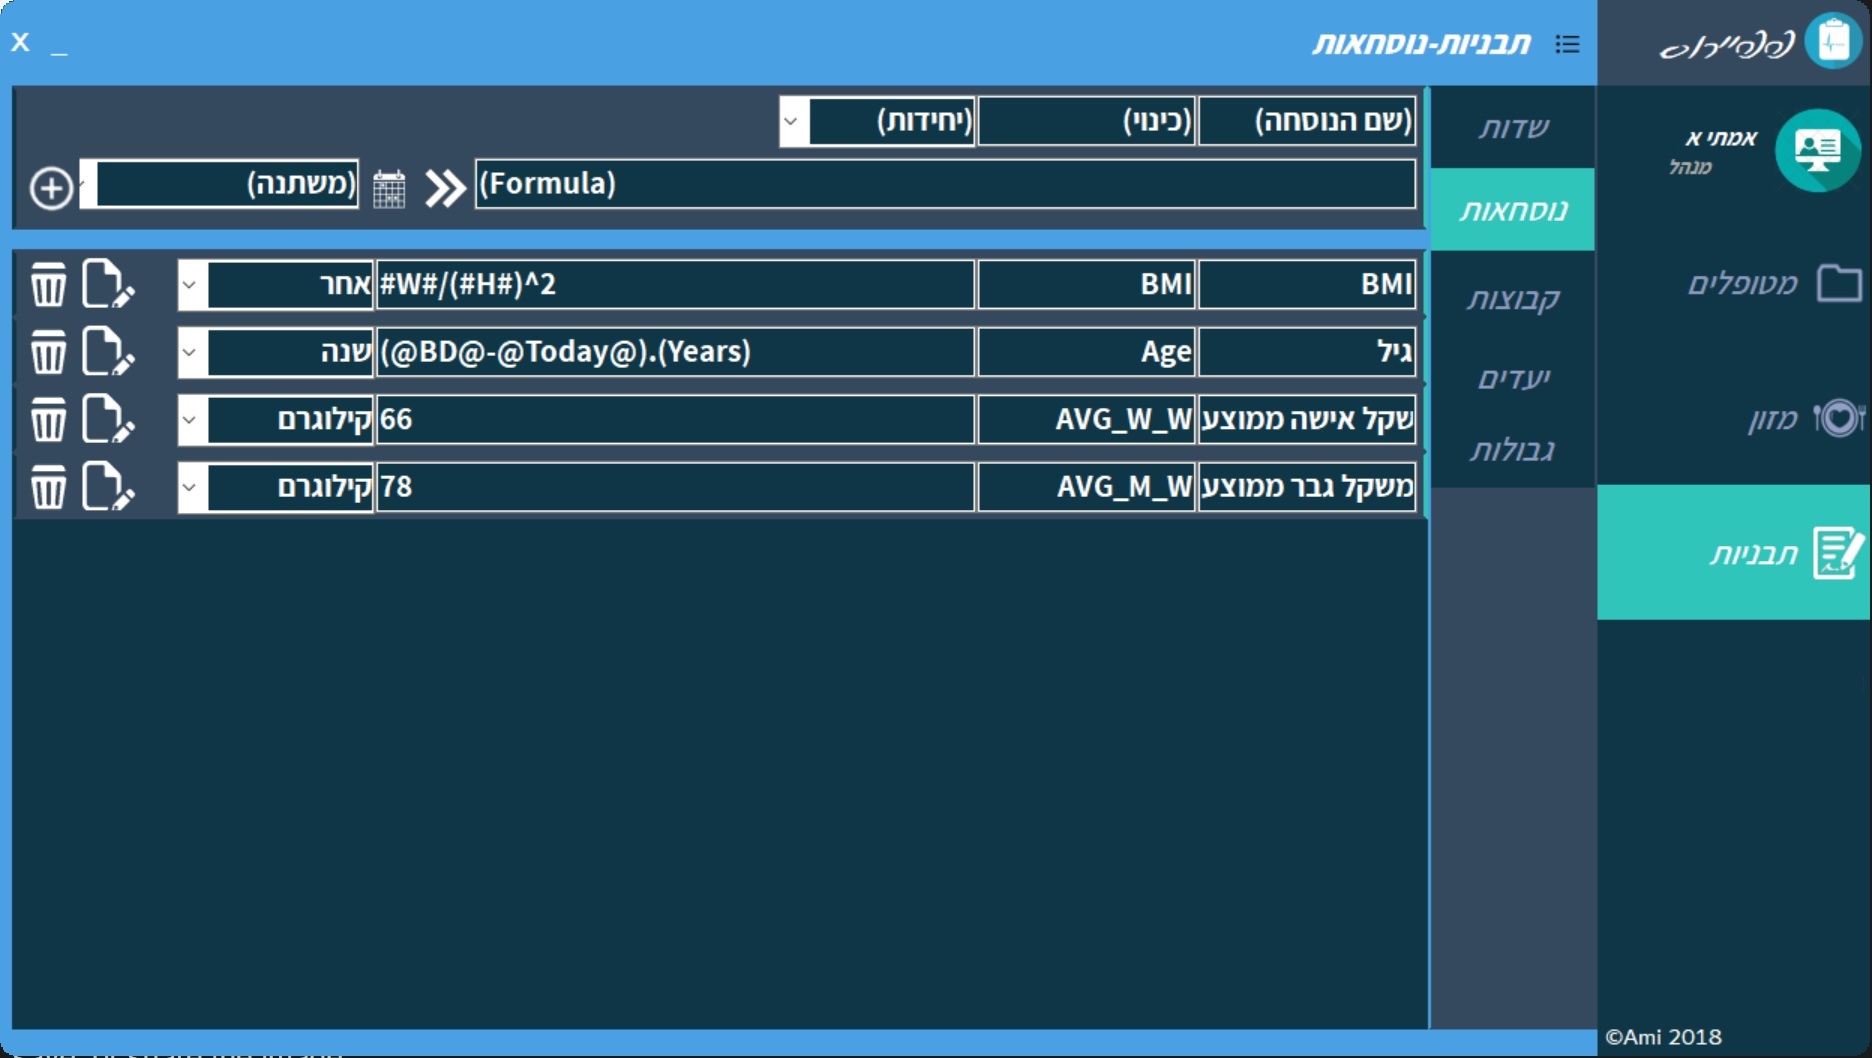 תבניות-נוסחאות
X _
אמתי א
מנהל
מטופלים
מזון
תבניות
©Ami 2018
שדות
נוסחאות
קבוצות
יעדים
גבולות
(שם הנוסחה) (כינוי) (יחידות)
(Formula) (משתנה)
BMI BMI #W#/(#H#)^2 אחר
גיל Age (@BD@-@Today@).(Years) שנה
שקל אישה ממוצע AVG_W_W 66 קילוגרם
משקל גבר ממוצע AVG_M_W 78 קילוגרם